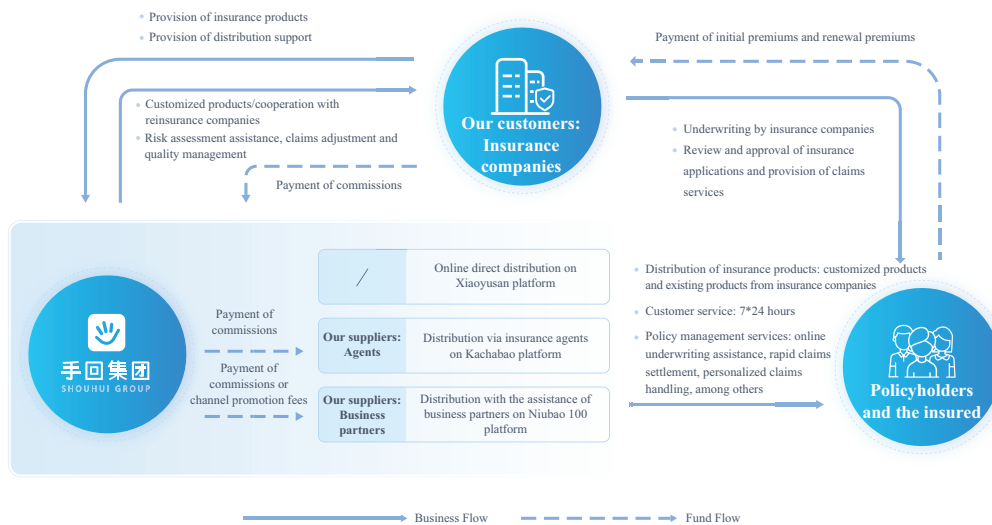 Provision of insurance products
Provision of distribution support
Payment of initial premiums and renewal premiums
Customized products/cooperation with
reinsurance companies
Risk assessment assistance, claims adjustment and
quality management
Our customers:
Insurance
companies
Underwriting by insurance companies
Review and approval of insurance
applications and provision of claims
services
Payment of commissions
手回集团
SHOUHUI GROUP
Payment of
commissions
Payment of
commissions or
channel promotion fees
/
Online direct distribution on
Xiaoyusan platform
Our suppliers:
Agents
Distribution via insurance agents
on Kachabao platform
Our suppliers:
Business
partners
Distribution with the assistance of
business partners on Niubao 100
platform
Distribution of insurance products: customized products
and existing products from insurance companies
Customer service: 7*24 hours
Policy management services: online
underwriting assistance, rapid claims
settlement, personalized claims
handling, among others
Policyholders
and the insured
Business Flow
Fund Flow